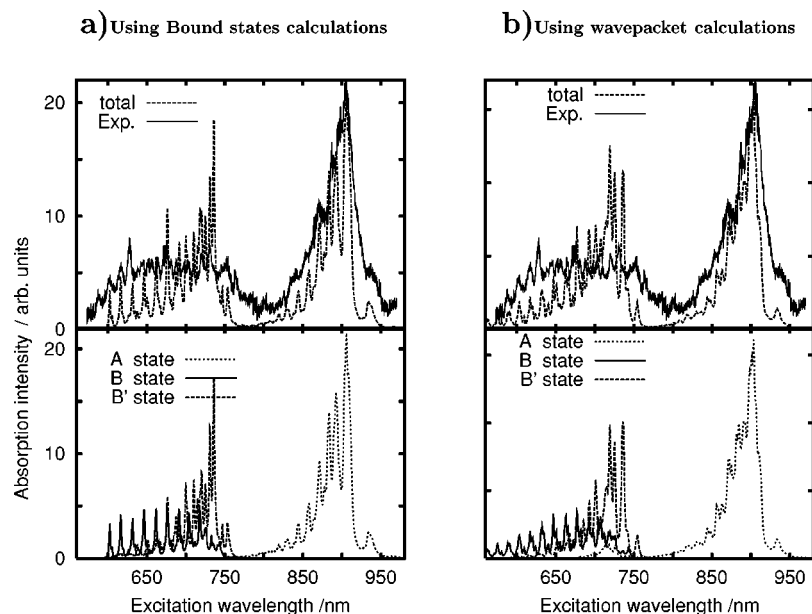 a)Using Bound states calculations
b)Using wavepacket calculations
Absorption intensity / arb. units
20
10
5
0
total
Exp.
total
Exp.
20
10
5
0
A state
B state
B' state
A state
B state
B' state
650 750 850 950
650 750 850 950
Excitation wavelength /nm
Excitation wavelength /nm